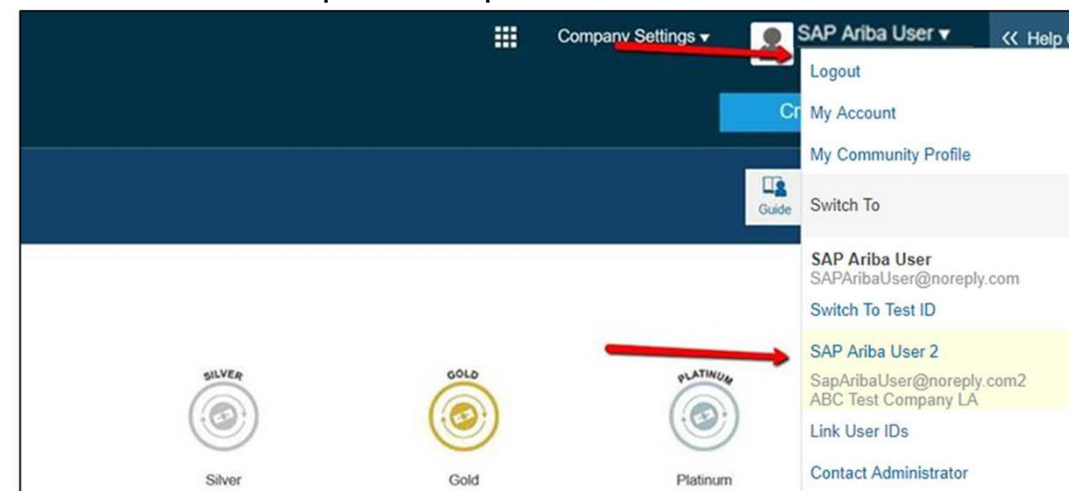 Company Settings ▾
SAP Ariba User ▾
<< Help
Logout
My Account
My Community Profile
Guide
Switch To
SAP Ariba User
SAPAribaUser@noreply.com
Switch To Test ID
SAP Ariba User 2
SapAribaUser@noreply.com2
ABC Test Company LA
Link User IDs
Contact Administrator
SILVER
GOLD
PLATINUM
Silver
Gold
Platinum